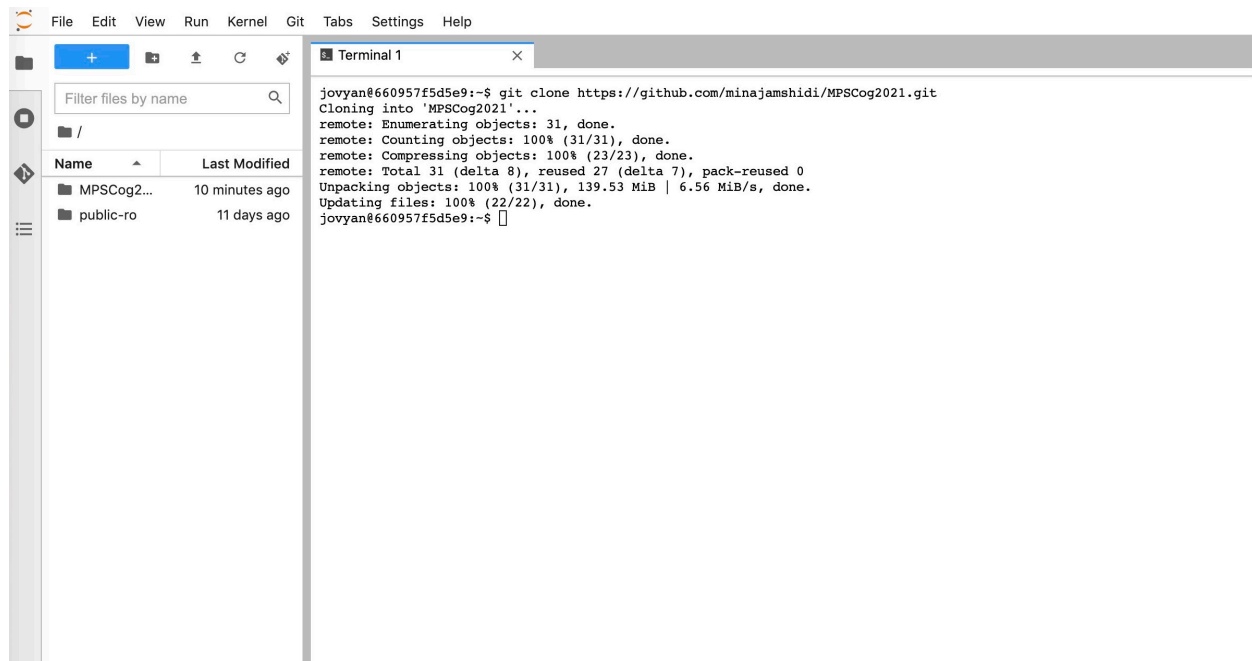 File Edit View Run Kernel Git Tabs Settings Help
+
Filter files by name
/
Name Last Modified
MPSCog2... 10 minutes ago
public-ro 11 days ago
$_ Terminal 1
jovyan@660957f5d5e9:~$ git clone https://github.com/minajamshidi/MPSCog2021.git
Cloning into 'MPSCog2021'...
remote: Enumerating objects: 31, done.
remote: Counting objects: 100% (31/31), done.
remote: Compressing objects: 100% (23/23), done.
remote: Total 31 (delta 8), reused 27 (delta 7), pack-reused 0
Unpacking objects: 100% (31/31), 139.53 MiB | 6.56 MiB/s, done.
Updating files: 100% (22/22), done.
jovyan@660957f5d5e9:~$